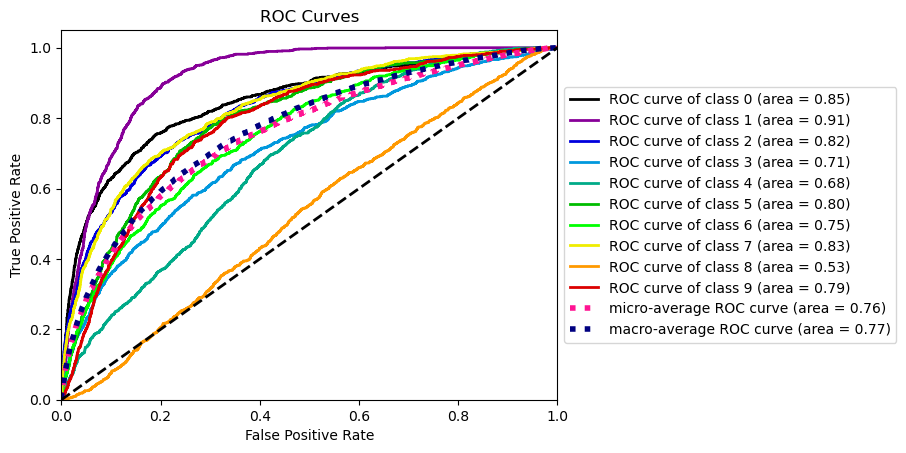 ROC Curves
True Positive Rate
1.0
0.8
0.6
0.4
0.2
0.0
0.0
0.2
0.4
0.6
0.8
1.0
False Positive Rate
ROC curve of class 0 (area = 0.85)
ROC curve of class 1 (area = 0.91)
ROC curve of class 2 (area = 0.82)
ROC curve of class 3 (area = 0.71)
ROC curve of class 4 (area = 0.68)
ROC curve of class 5 (area = 0.80)
ROC curve of class 6 (area = 0.75)
ROC curve of class 7 (area = 0.83)
ROC curve of class 8 (area = 0.53)
ROC curve of class 9 (area = 0.79)
micro-average ROC curve (area = 0.76)
macro-average ROC curve (area = 0.77)